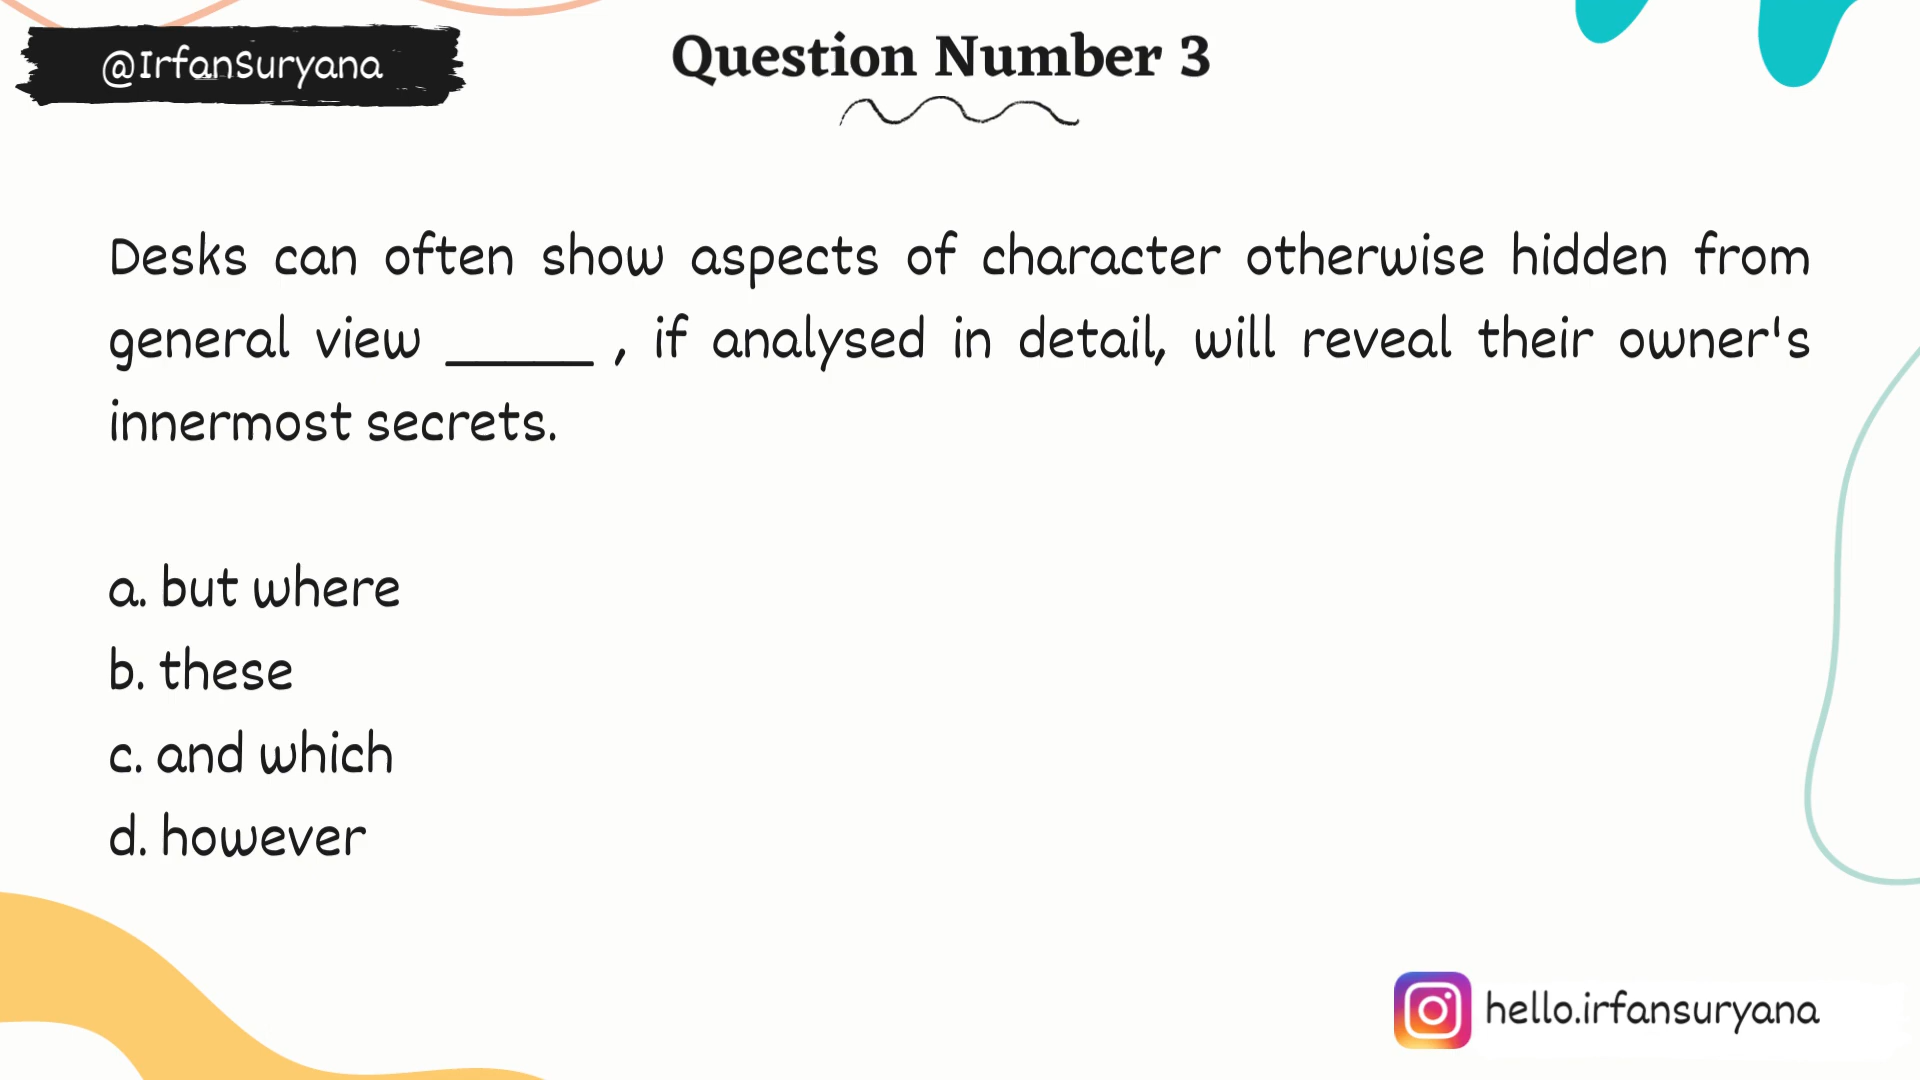 @IrfanSuryana
Question Number 3
Desks can often show aspects of character otherwise hidden from
general view _____ , if analysed in detail, will reveal their owner's
innermost secrets.
a. but where
b. these
c. and which
d. however
hello.irfansuryana